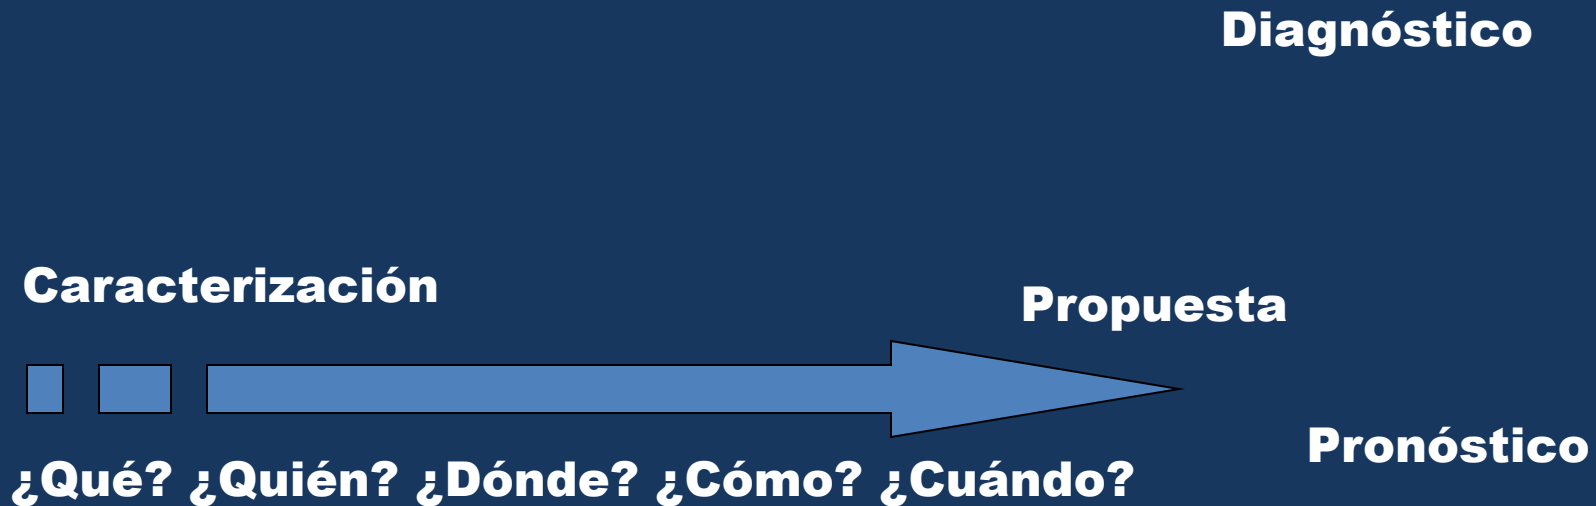 Diagnóstico
Caracterización
Propuesta
Pronóstico
¿Qué? ¿Quién? ¿Dónde? ¿Cómo? ¿Cuándo?